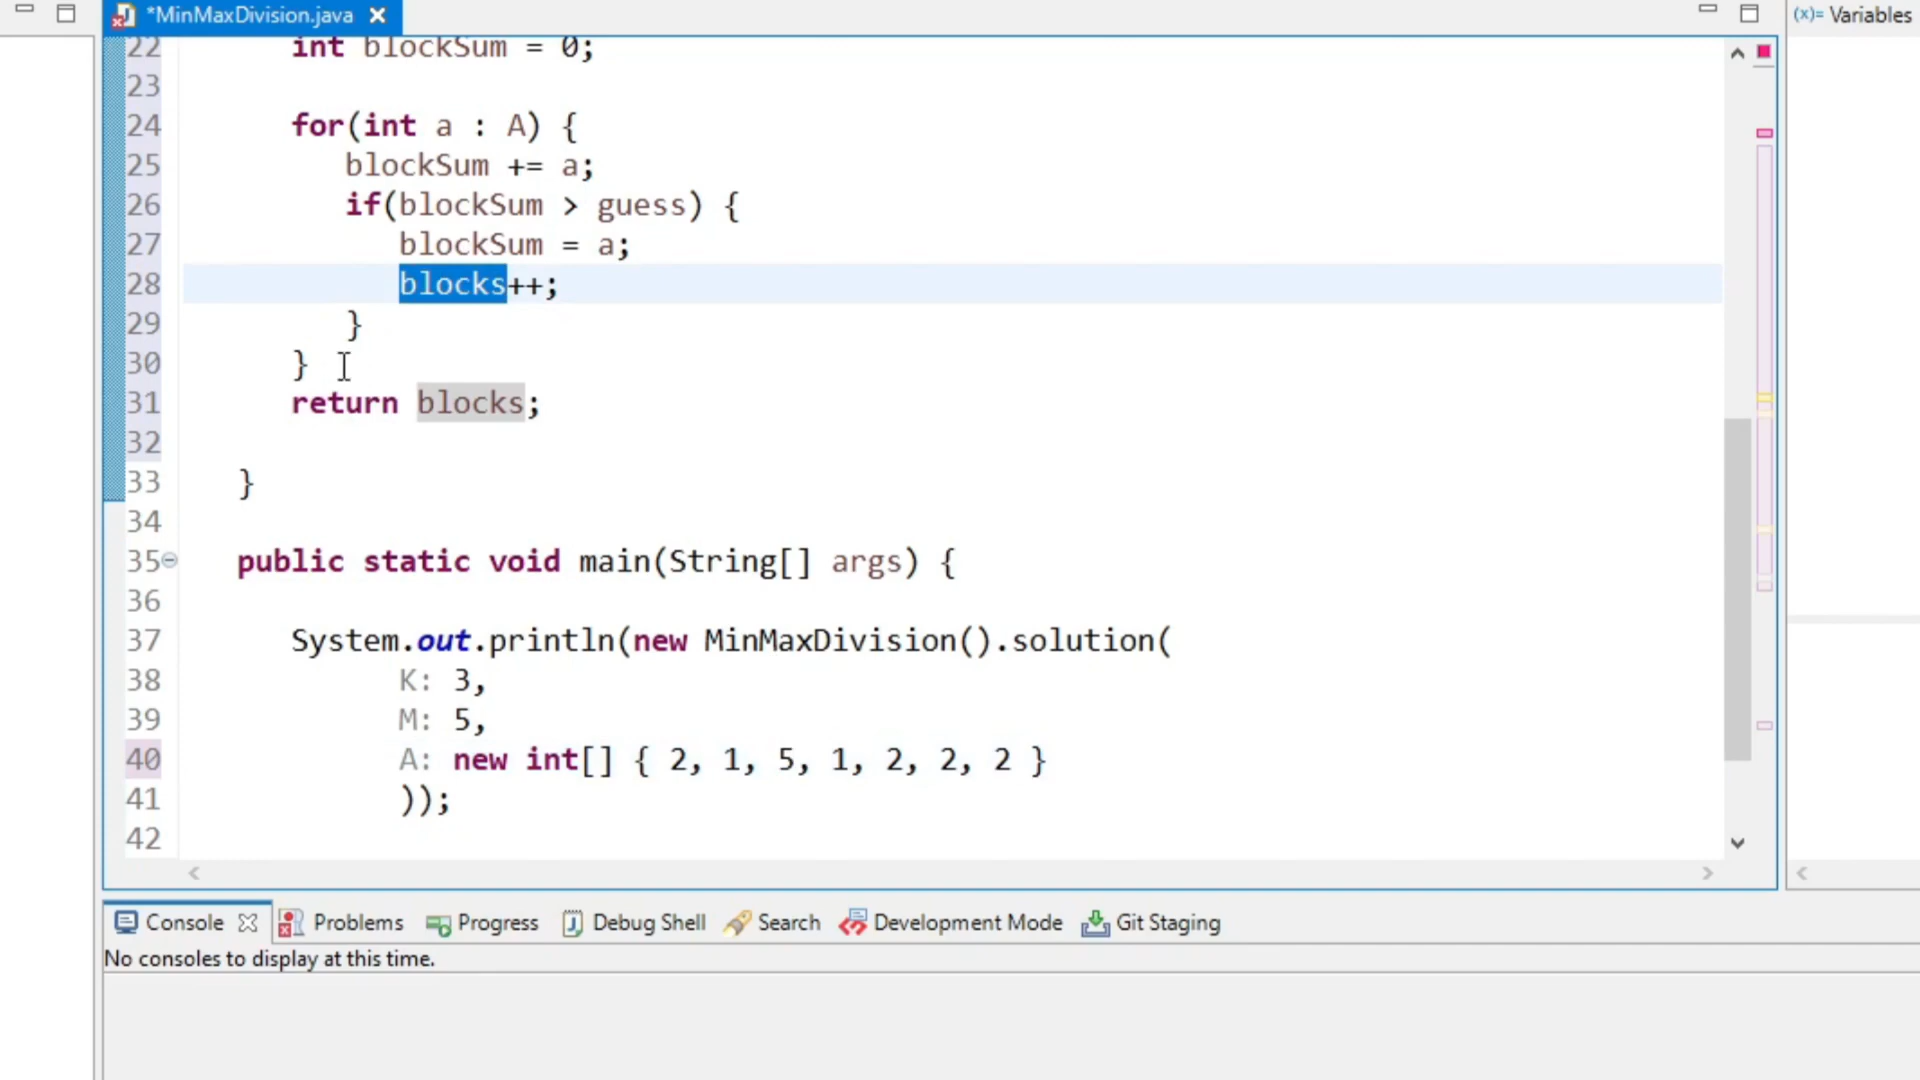 *MinMaxDivision.java
(x)= Variables
22 int blockSum = 0;
23
24 for(int a : A) {
25 blockSum += a;
26 if(blockSum > guess) {
27 blockSum = a;
28 blocks++;
29 }
30 }
31 return blocks;
32
33 }
34
35 public static void main(String[] args) {
36
37 System.out.println(new MinMaxDivision().solution(
38 K: 3,
39 M: 5,
40 A: new int[] { 2, 1, 5, 1, 2, 2, 2 }
41 ));
42
Console Problems Progress Debug Shell Search Development Mode Git Staging
No consoles to display at this time.